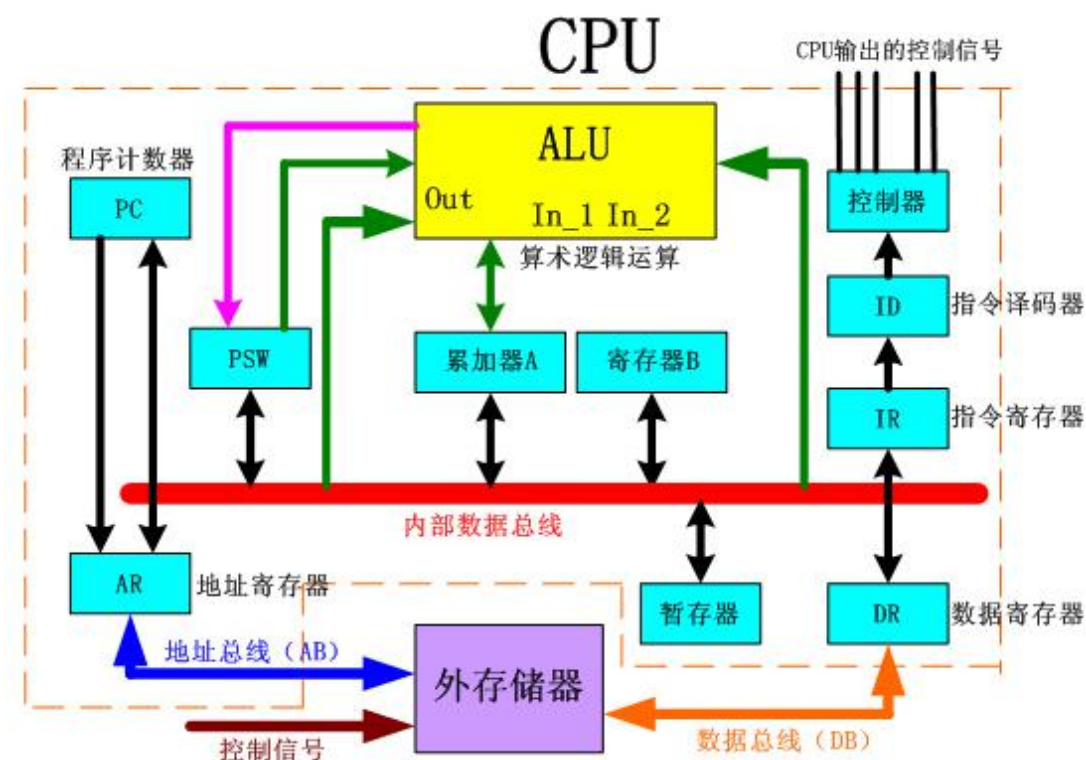 CPU
CPU输出的控制信号
程序计数器
PC
ALU
Out
In_1 In_2
算术逻辑运算
控制器
ID
指令译码器
PSW
累加器A
寄存器B
IR
指令寄存器
内部数据总线
AR
地址寄存器
暂存器
DR
数据寄存器
地址总线（AB）
外存储器
控制信号
数据总线（DB）